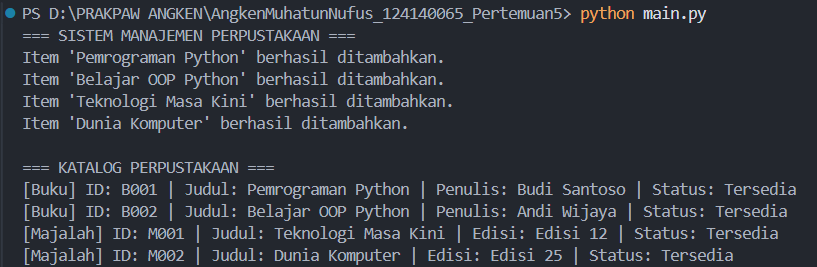 PS D:\PRAKPAW ANGKEN\AngkenMuhatunNufus_124140065_Pertemuan5> python main.py
=== SISTEM MANAJEMEN PERPUSTAKAAN ===
Item 'Pemrograman Python' berhasil ditambahkan.
Item 'Belajar OOP Python' berhasil ditambahkan.
Item 'Teknologi Masa Kini' berhasil ditambahkan.
Item 'Dunia Komputer' berhasil ditambahkan.
=== KATALOG PERPUSTAKAAN ===
[Buku] ID: B001 | Judul: Pemrograman Python | Penulis: Budi Santoso | Status: Tersedia
[Buku] ID: B002 | Judul: Belajar OOP Python | Penulis: Andi Wijaya | Status: Tersedia
[Majalah] ID: M001 | Judul: Teknologi Masa Kini | Edisi: Edisi 12 | Status: Tersedia
[Majalah] ID: M002 | Judul: Dunia Komputer | Edisi: Edisi 25 | Status: Tersedia